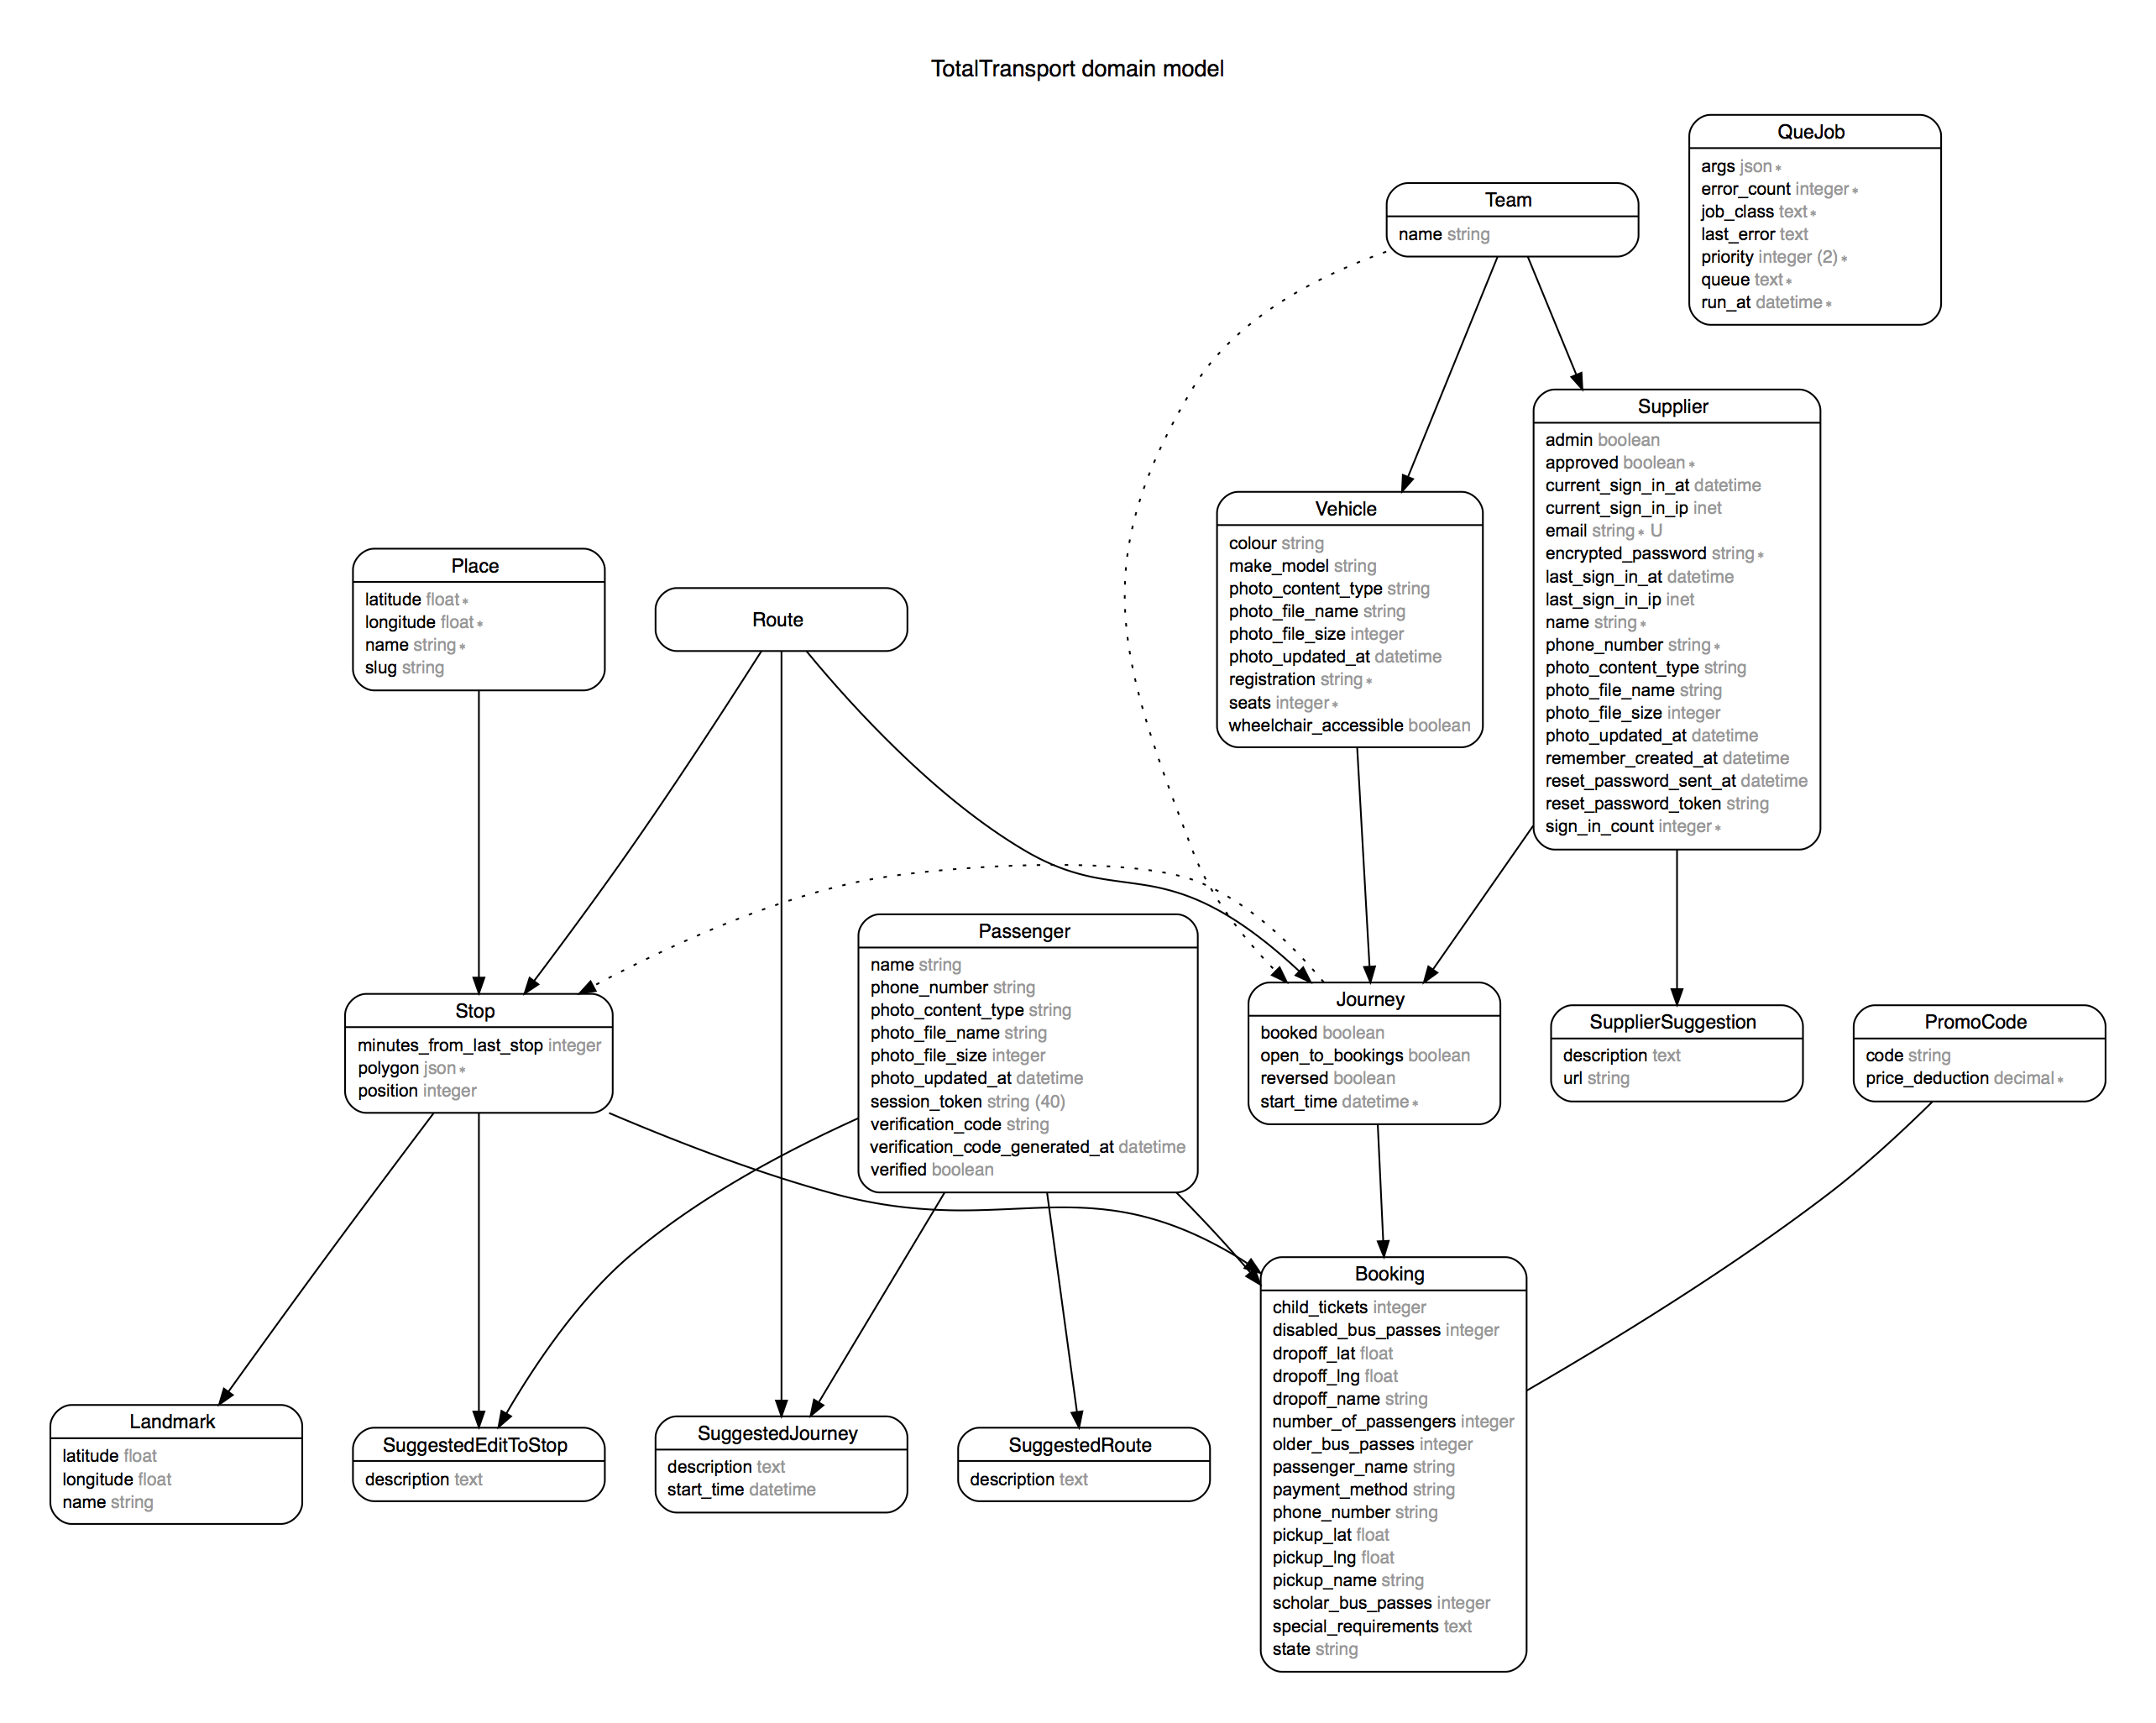 TotalTransport domain model
QueJob
args json∗
error_count integer∗
job_class text∗
last_error text
priority integer (2)∗
queue text∗
run_at datetime∗
Team
name string
Supplier
admin boolean
approved boolean∗
current_sign_in_at datetime
current_sign_in_ip inet
email string∗ U
encrypted_password string∗
last_sign_in_at datetime
last_sign_in_ip inet
name string∗
phone_number string∗
photo_content_type string
photo_file_name string
photo_file_size integer
photo_updated_at datetime
remember_created_at datetime
reset_password_sent_at datetime
reset_password_token string
sign_in_count integer∗
Vehicle
colour string
make_model string
photo_content_type string
photo_file_name string
photo_file_size integer
photo_updated_at datetime
registration string∗
seats integer∗
wheelchair_accessible boolean
Place
latitude float∗
longitude float∗
name string∗
slug string
Route
Passenger
name string
phone_number string
photo_content_type string
photo_file_name string
photo_file_size integer
photo_updated_at datetime
session_token string (40)
verification_code string
verification_code_generated_at datetime
verified boolean
Stop
minutes_from_last_stop integer
polygon json∗
position integer
Journey
booked boolean
open_to_bookings boolean
reversed boolean
start_time datetime∗
SupplierSuggestion
description text
url string
PromoCode
code string
price_deduction decimal∗
Booking
child_tickets integer
disabled_bus_passes integer
dropoff_lat float
dropoff_lng float
dropoff_name string
number_of_passengers integer
older_bus_passes integer
passenger_name string
payment_method string
phone_number string
pickup_lat float
pickup_lng float
pickup_name string
scholar_bus_passes integer
special_requirements text
state string
Landmark
latitude float
longitude float
name string
SuggestedEditToStop
description text
SuggestedJourney
description text
start_time datetime
SuggestedRoute
description text